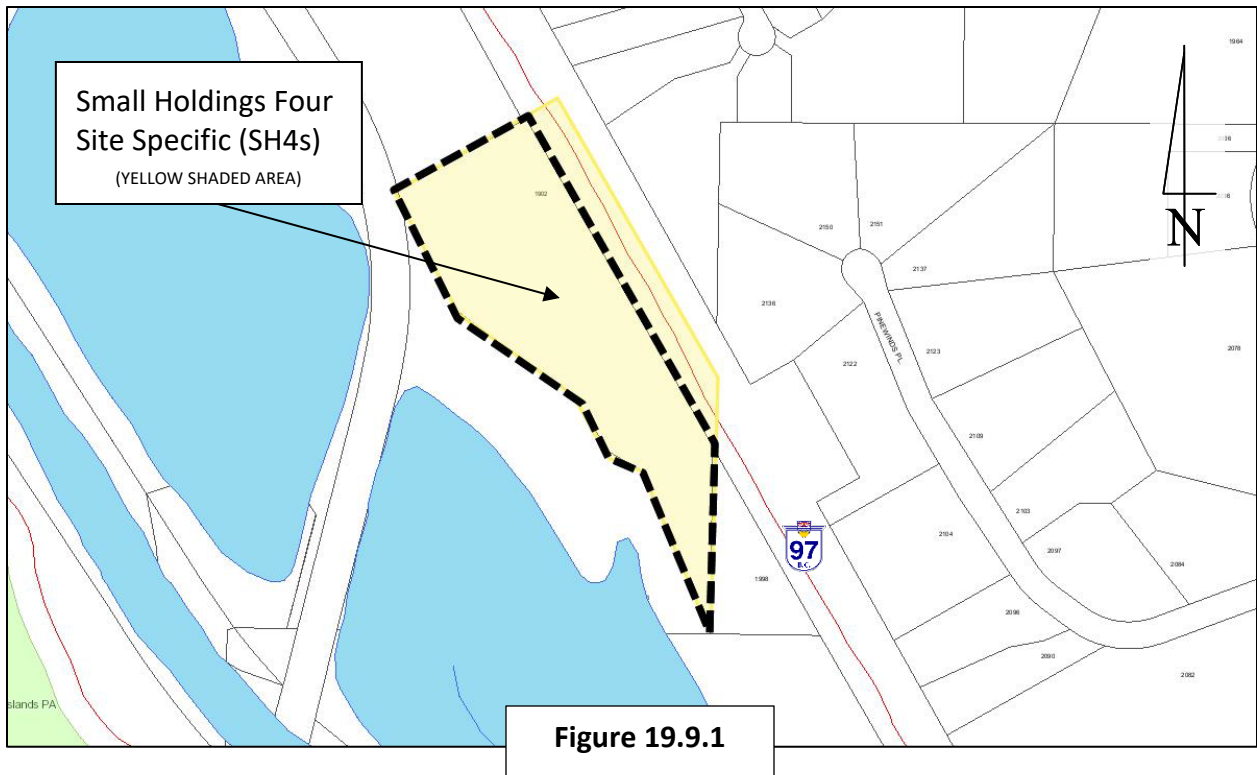 Small Holdings Four
Site Specific (SH4s)
(YELLOW SHADED AREA)
1964
N
1902
2150
2151
2137
2136
PINEWINDS PL.
2122
2123
2078
2109
2103
2104
97
B.C.
2097
2084
1998
2096
2090
2082
slands PA
Figure 19.9.1